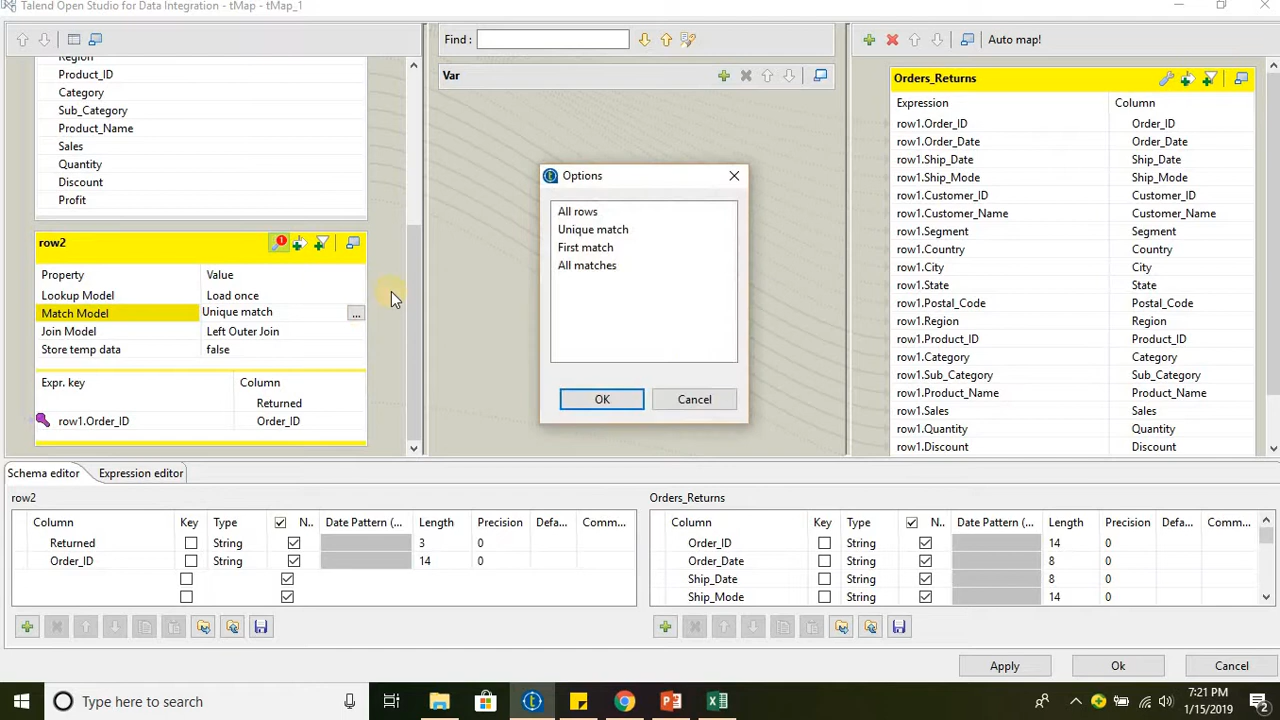 Talend Open Studio for Data Integration - tMap - tMap_1
Find :
Auto map!
Region
Product_ID
Category
Sub_Category
Product_Name
Sales
Quantity
Discount
Profit
row2
Property Value
Lookup Model Load once
Match Model Unique match ...
Join Model Left Outer Join
Store temp data false
Expr. key Column
Returned
row1.Order_ID Order_ID
Var
Options
All rows
Unique match
First match
All matches
OK Cancel
Orders_Returns
Expression Column
row1.Order_ID Order_ID
row1.Order_Date Order_Date
row1.Ship_Date Ship_Date
row1.Ship_Mode Ship_Mode
row1.Customer_ID Customer_ID
row1.Customer_Name Customer_Name
row1.Segment Segment
row1.Country Country
row1.City City
row1.State State
row1.Postal_Code Postal_Code
row1.Region Region
row1.Product_ID Product_ID
row1.Category Category
row1.Sub_Category Sub_Category
row1.Product_Name Product_Name
row1.Sales Sales
row1.Quantity Quantity
row1.Discount Discount
Schema editor Expression editor
row2
Column Key Type N.. Date Pattern (... Length Precision Defa... Comm...
Returned String 3 0
Order_ID String 14 0
Orders_Returns
Column Key Type N.. Date Pattern (... Length Precision Defa... Comm...
Order_ID String 14 0
Order_Date String 8 0
Ship_Date String 8 0
Ship_Mode String 14 0
Apply Ok Cancel
Type here to search
7:21 PM
1/15/2019
2